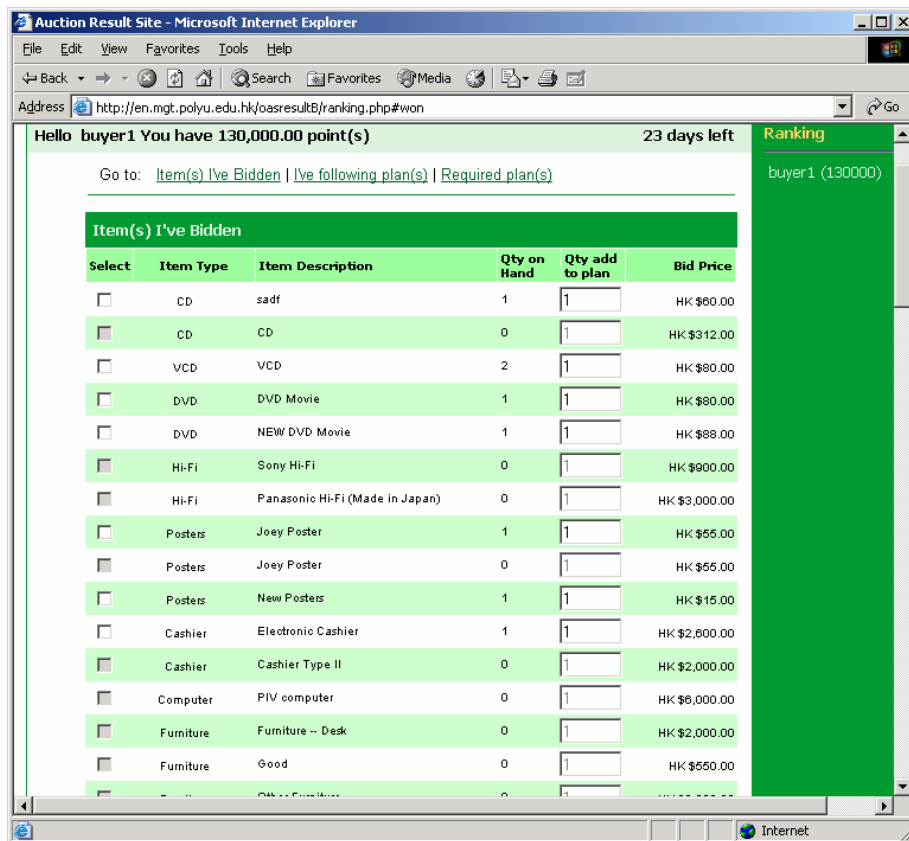 Auction Result Site - Microsoft Internet Explorer
File Edit View Favorites Tools Help
Back Search Favorites Media
Address http://en.mgt.polyu.edu.hk/oasresultB/ranking.php#won Go
Hello buyer1 You have 130,000.00 point(s) 23 days left
Ranking
buyer1 (130000)
Go to: Item(s) I've Bidden | I've following plan(s) | Required plan(s)
Item(s) I've Bidden
Select Item Type Item Description Qty on Hand Qty add to plan Bid Price
CD sadf 1 1 HK $60.00
CD CD 0 1 HK $312.00
VCD VCD 2 1 HK $80.00
DVD DVD Movie 1 1 HK $80.00
DVD NEW DVD Movie 1 1 HK $88.00
Hi-Fi Sony Hi-Fi 0 1 HK $900.00
Hi-Fi Panasonic Hi-Fi (Made in Japan) 0 1 HK $3,000.00
Posters Joey Poster 1 1 HK $55.00
Posters Joey Poster 0 1 HK $55.00
Posters New Posters 1 1 HK $15.00
Cashier Electronic Cashier 1 1 HK $2,600.00
Cashier Cashier Type II 0 1 HK $2,000.00
Computer PIV computer 0 1 HK $6,000.00
Furniture Furniture -- Desk 0 1 HK $2,000.00
Furniture Good 0 1 HK $550.00
Internet